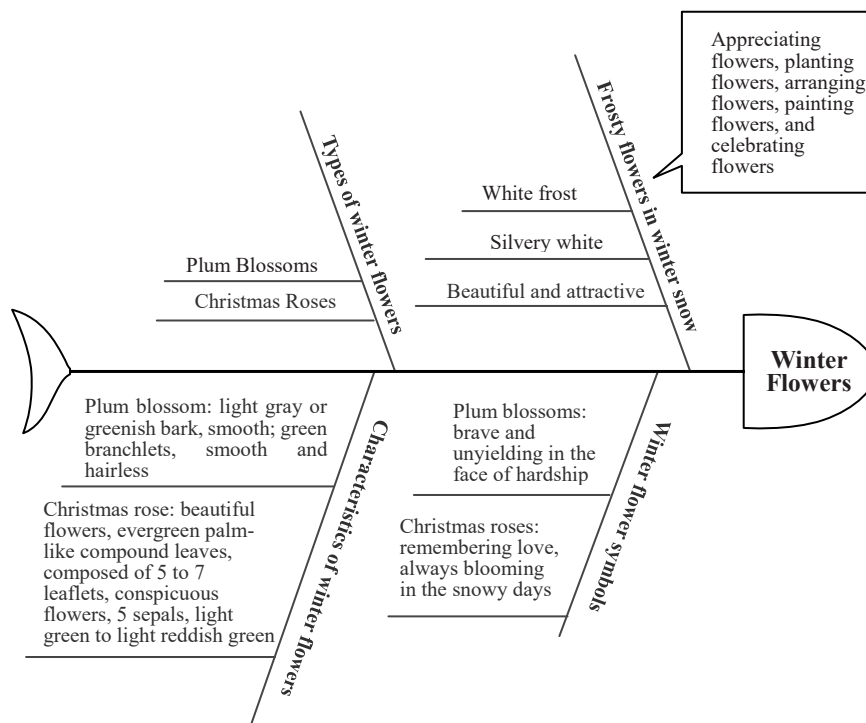 Appreciating
flowers, planting
flowers, arranging
flowers, painting
flowers, and
celebrating
flowers
Types of winter flowers
Plum Blossoms
Christmas Roses
Frosty flowers in winter snow
White frost
Silvery white
Beautiful and attractive
Winter
Flowers
Characteristics of winter flowers
Plum blossom: light gray or
greenish bark, smooth; green
branchlets, smooth and
hairless
Christmas rose: beautiful
flowers, evergreen palm-
like compound leaves,
composed of 5 to 7
leaflets, conspicuous
flowers, 5 sepals, light
green to light reddish green
Winter flower symbols
Plum blossoms:
brave and
unyielding in the
face of hardship
Christmas roses:
remembering love,
always blooming
in the snowy days